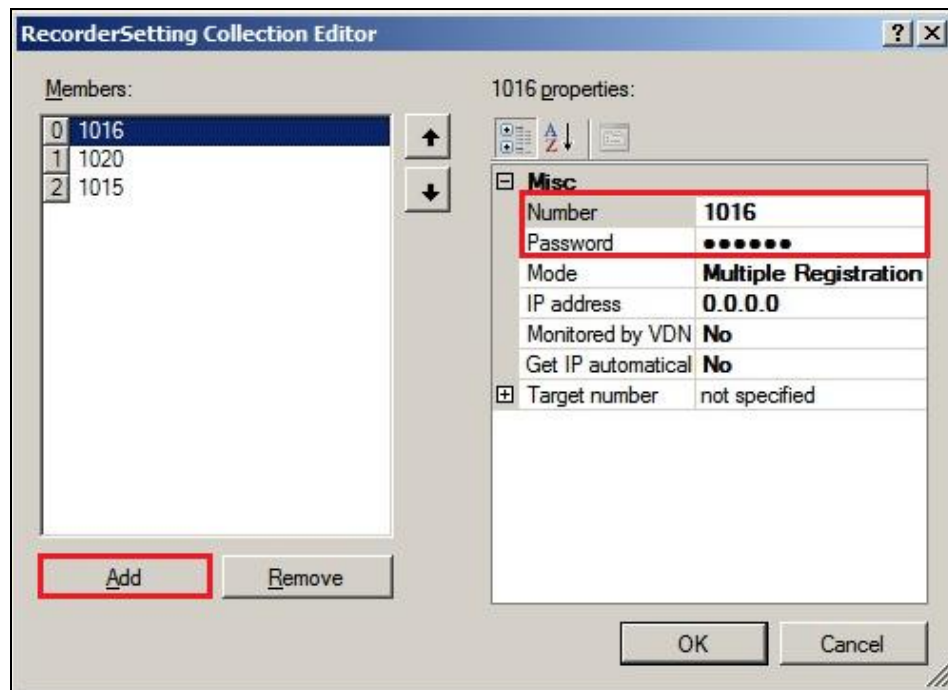 RecorderSetting Collection Editor
Members:
0 1016
1 1020
2 1015
Add
Remove
1016 properties:
Misc
Number 1016
Password ●●●●●●
Mode Multiple Registration
IP address 0.0.0.0
Monitored by VDN No
Get IP automatical No
Target number not specified
OK
Cancel